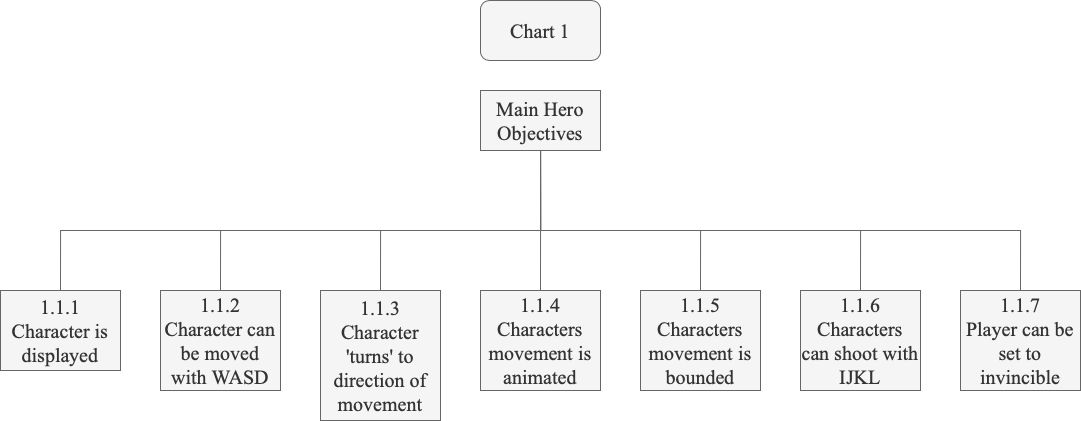 Chart 1
Main Hero
Objectives
1.1.1
Character is
displayed
1.1.2
Character can
be moved
with WASD
1.1.3
Character
'turns' to
direction of
movement
1.1.4
Characters
movement is
animated
1.1.5
Characters
movement is
bounded
1.1.6
Characters
can shoot with
IJKL
1.1.7
Player can be
set to
invincible